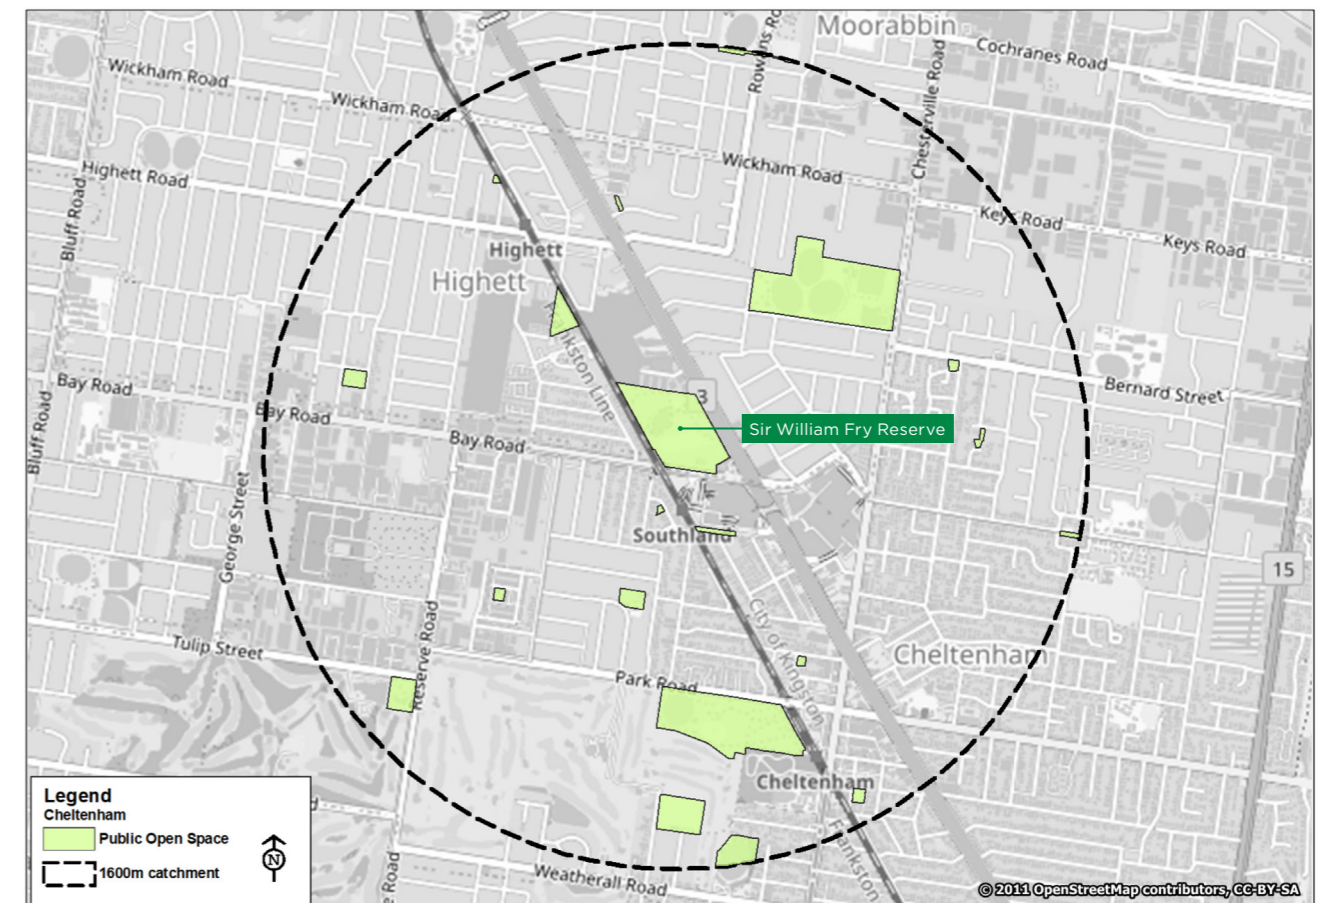 Moorabbin
Cochranes Road
Rowans Ro
Chesterville Road
Wickham Road
Wickham Road
Wickham Road
Highett Road
Bluff Road
Keys Road
Keys Road
Highett
Highett
Frankston Line
3
Bernard Street
Bay Road
Bay Road
Bay Road
Sir William Fry Reserve
Bluff Road
George Street
Southland
15
City of Kingston
Cheltenham
Tulip Street
Reserve Road
Park Road
Cheltenham
Frankston
Weatherall Road
Road
d
Legend
Cheltenham
Public Open Space
N
1600m catchment
© 2011 OpenStreetMap contributors, CC-BY-SA